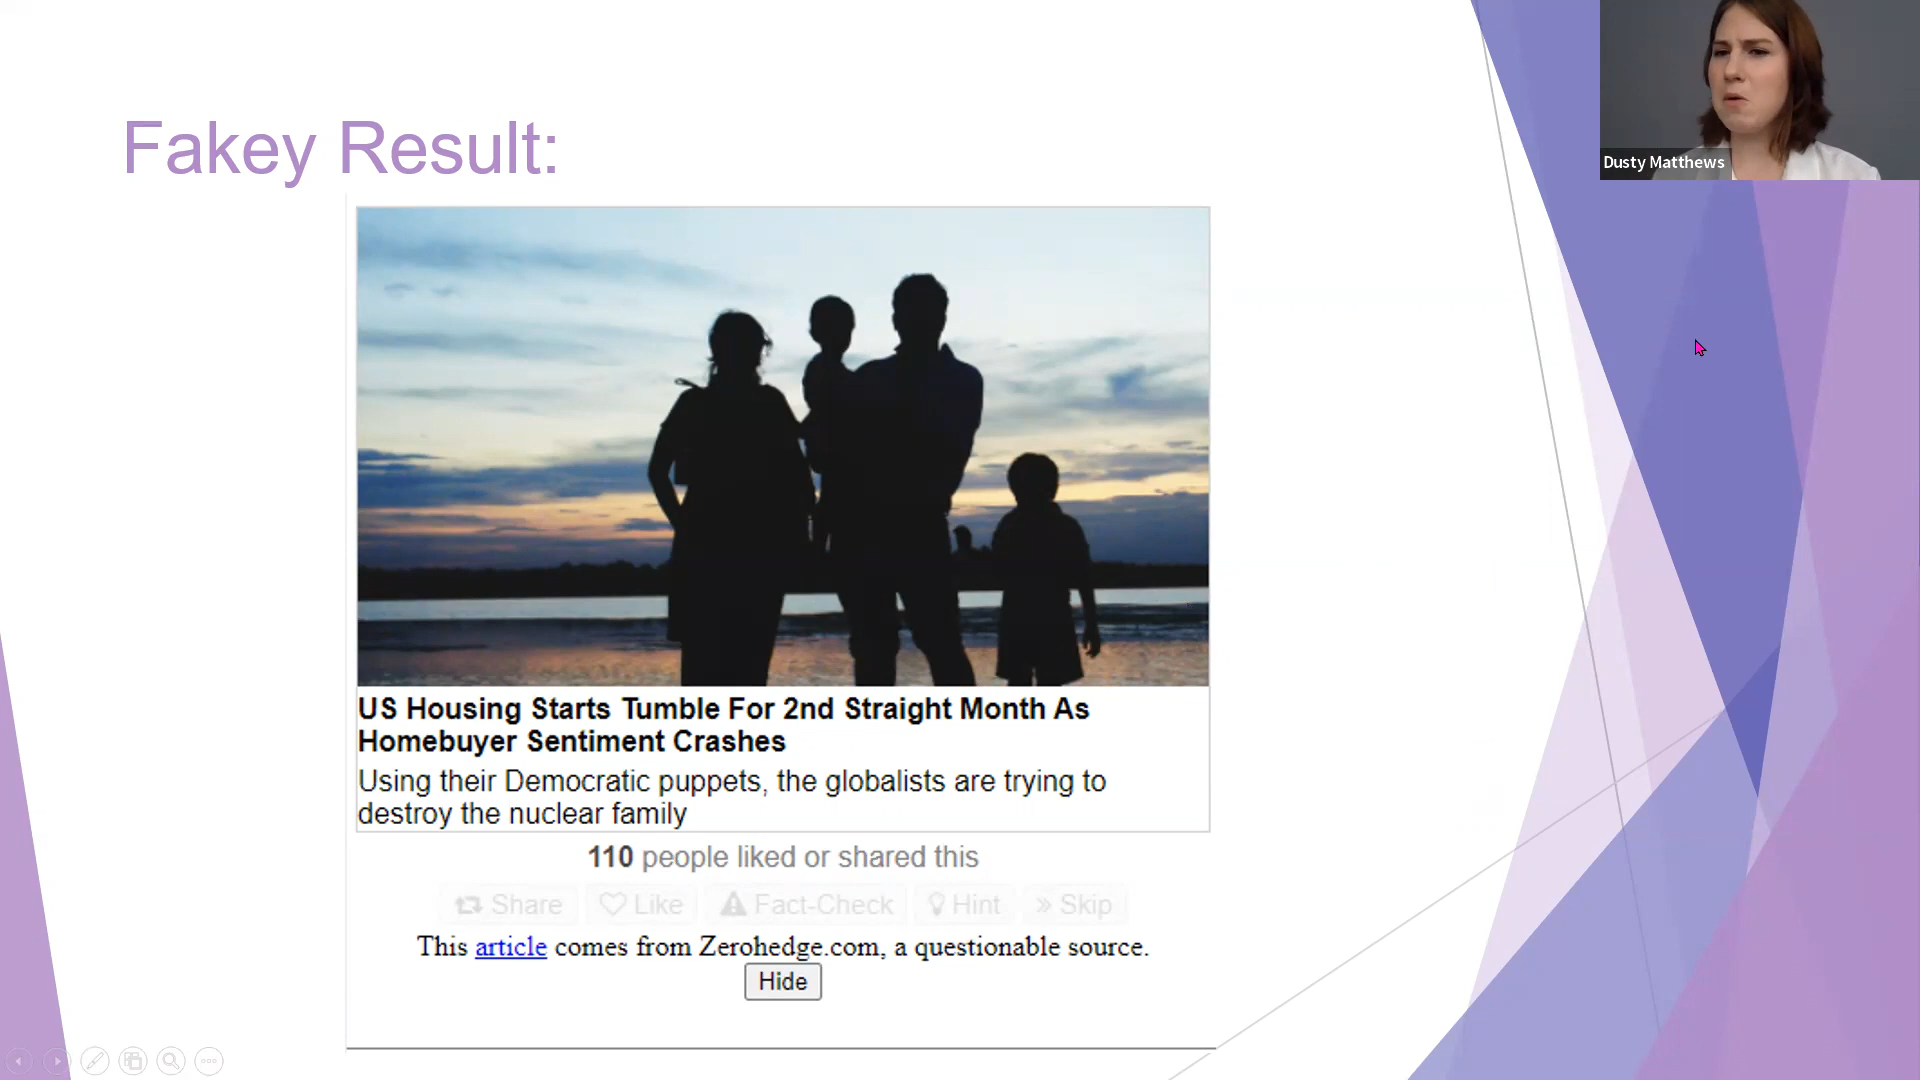 Fakey Result:
Dusty Matthews
US Housing Starts Tumble For 2nd Straight Month As
Homebuyer Sentiment Crashes
Using their Democratic puppets, the globalists are trying to
destroy the nuclear family
110 people liked or shared this
Share Like Fact-Check Hint Skip
This article comes from Zerohedge.com, a questionable source.
Hide